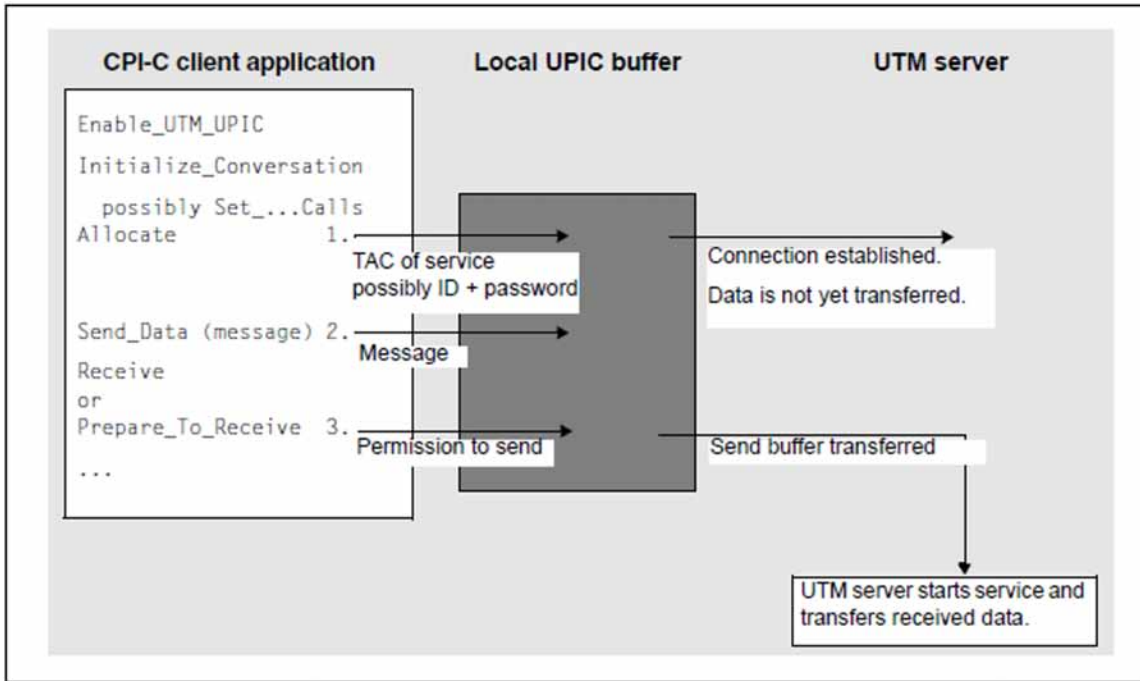 CPI-C client application
Local UPIC buffer
UTM server
Enable_UTM_UPIC
Initialize_Conversation
possibly Set_...Calls
Allocate 1.
TAC of service
possibly ID + password
Connection established.
Data is not yet transferred.
Send_Data (message) 2.
Message
Receive
or
Prepare_To_Receive 3.
Permission to send
Send buffer transferred
...
UTM server starts service and
transfers received data.